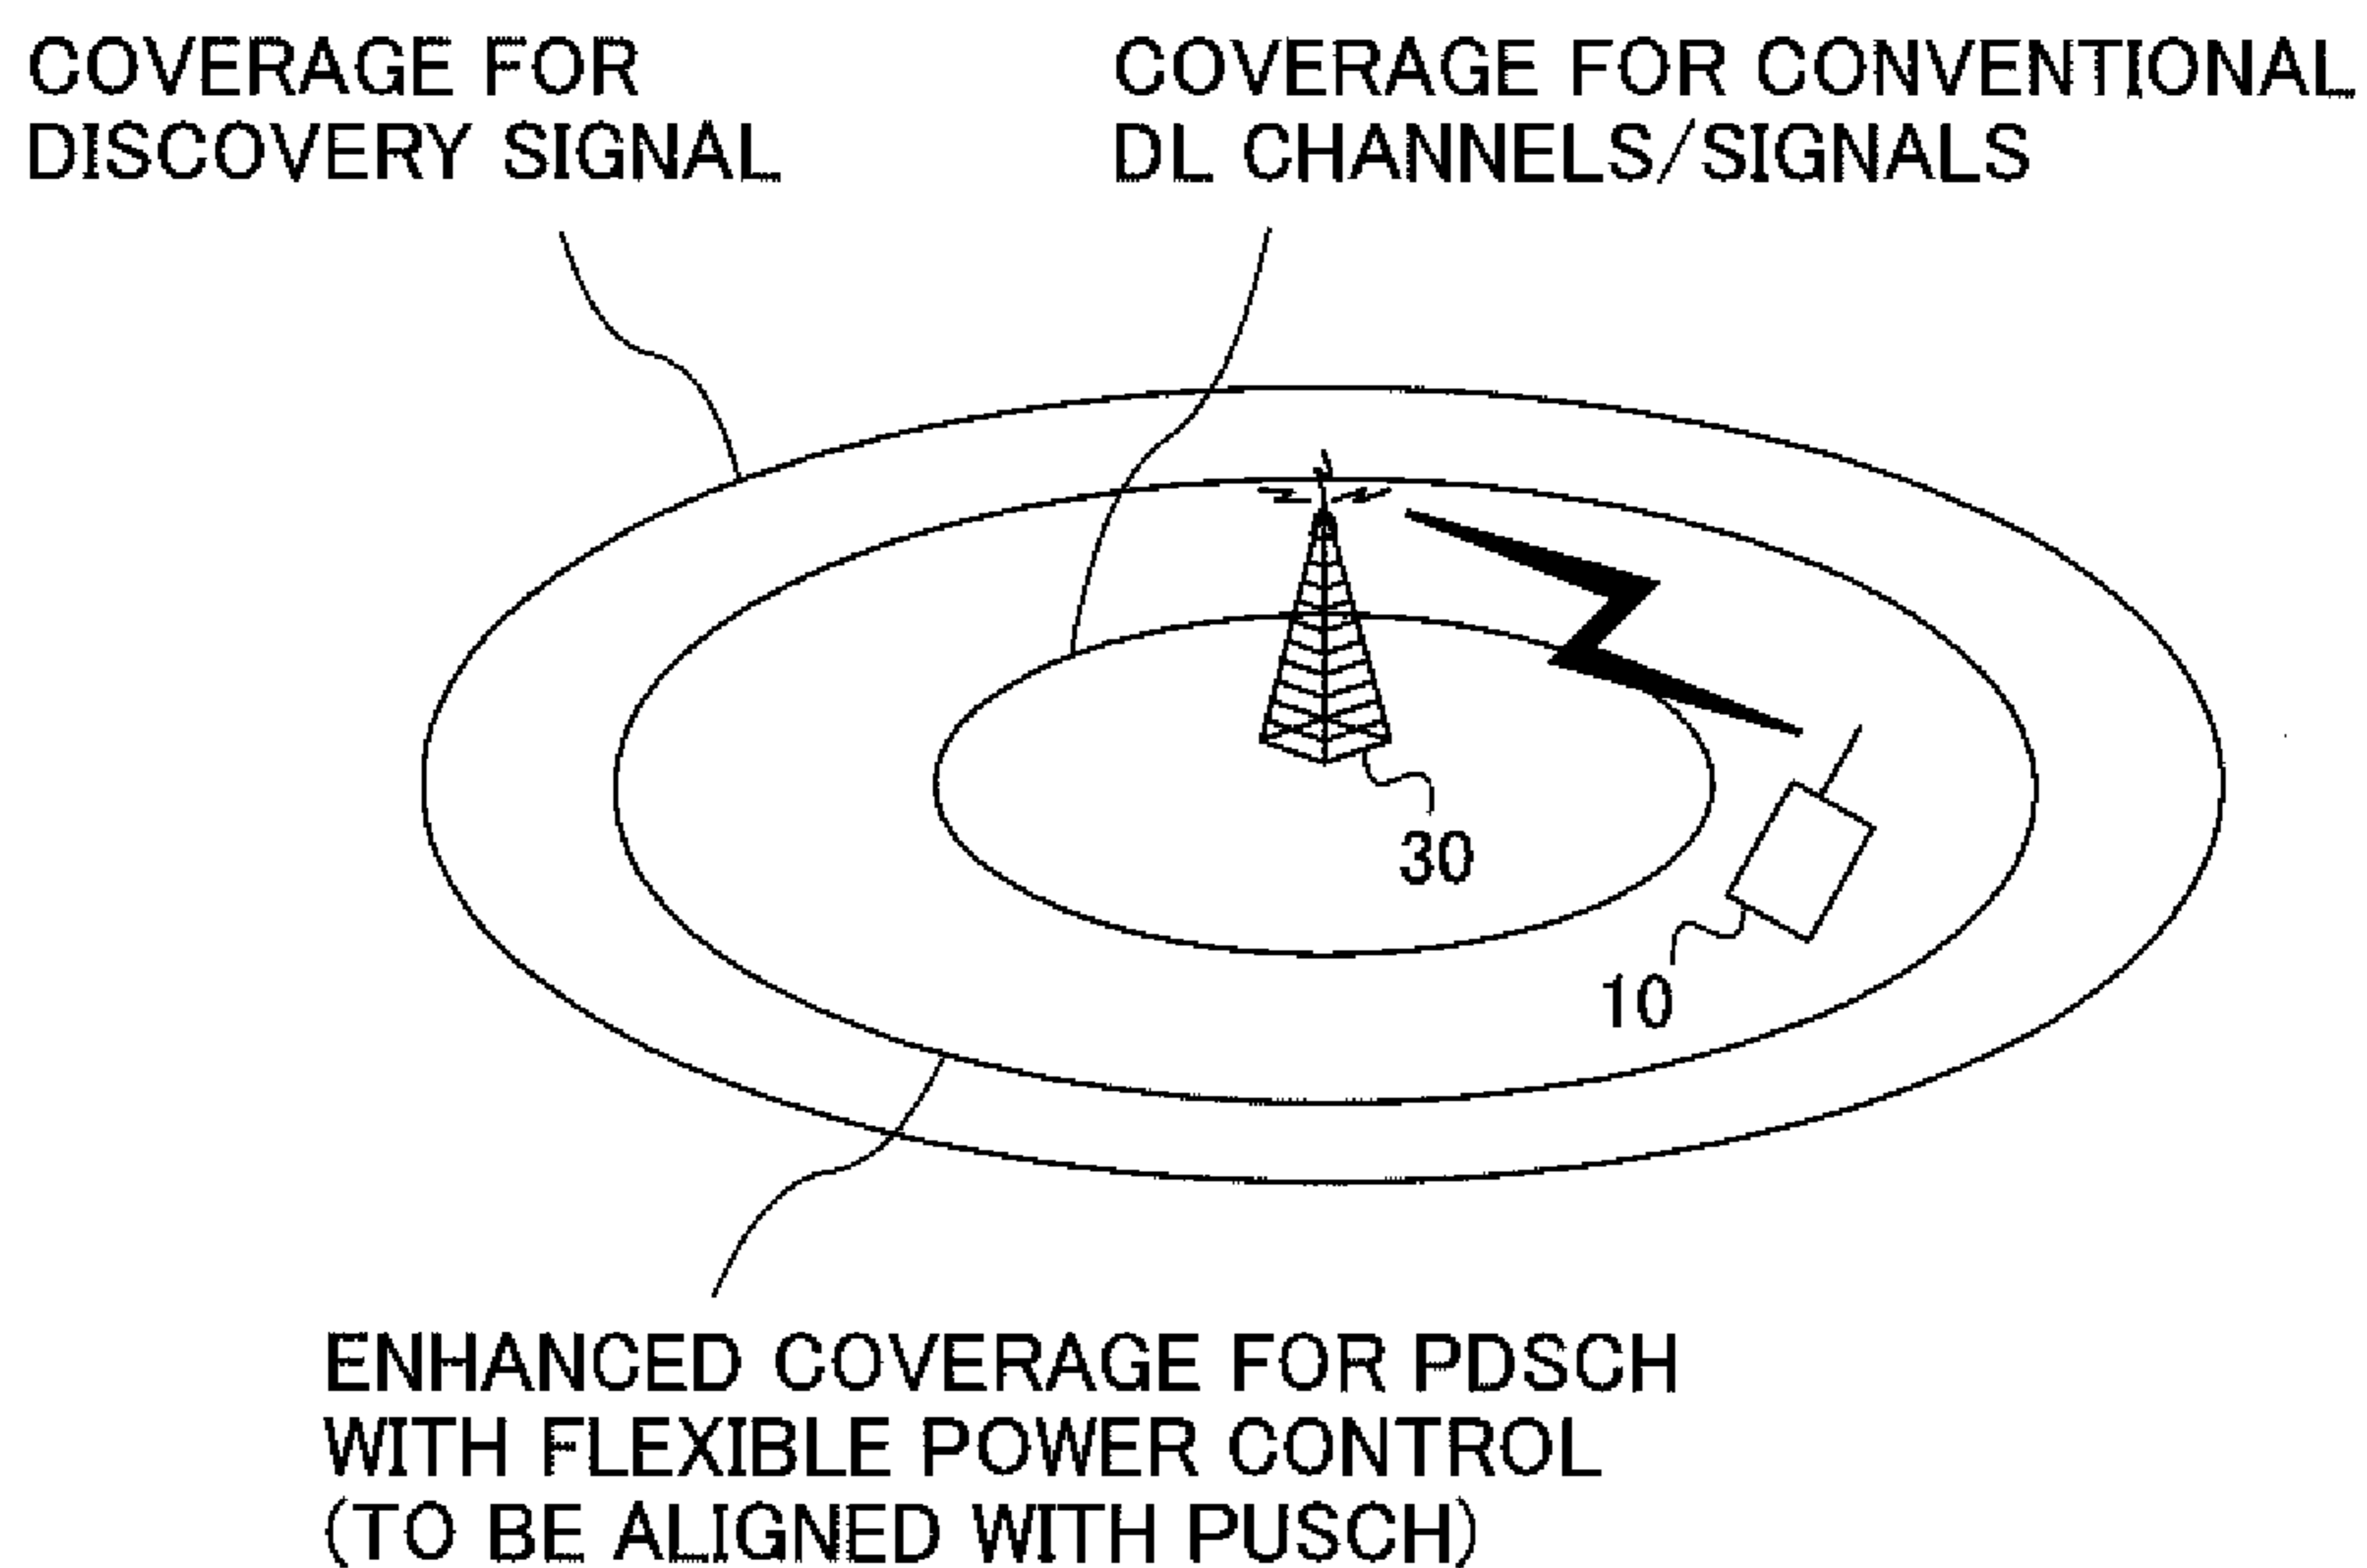 COVERAGE FOR
DISCOVERY SIGNAL
COVERAGE FOR CONVENTIONAL
DL CHANNELS/SIGNALS
30
10
ENHANCED COVERAGE FOR PDSCH
WITH FLEXIBLE POWER CONTROL
(TO BE ALIGNED WITH PUSCH)